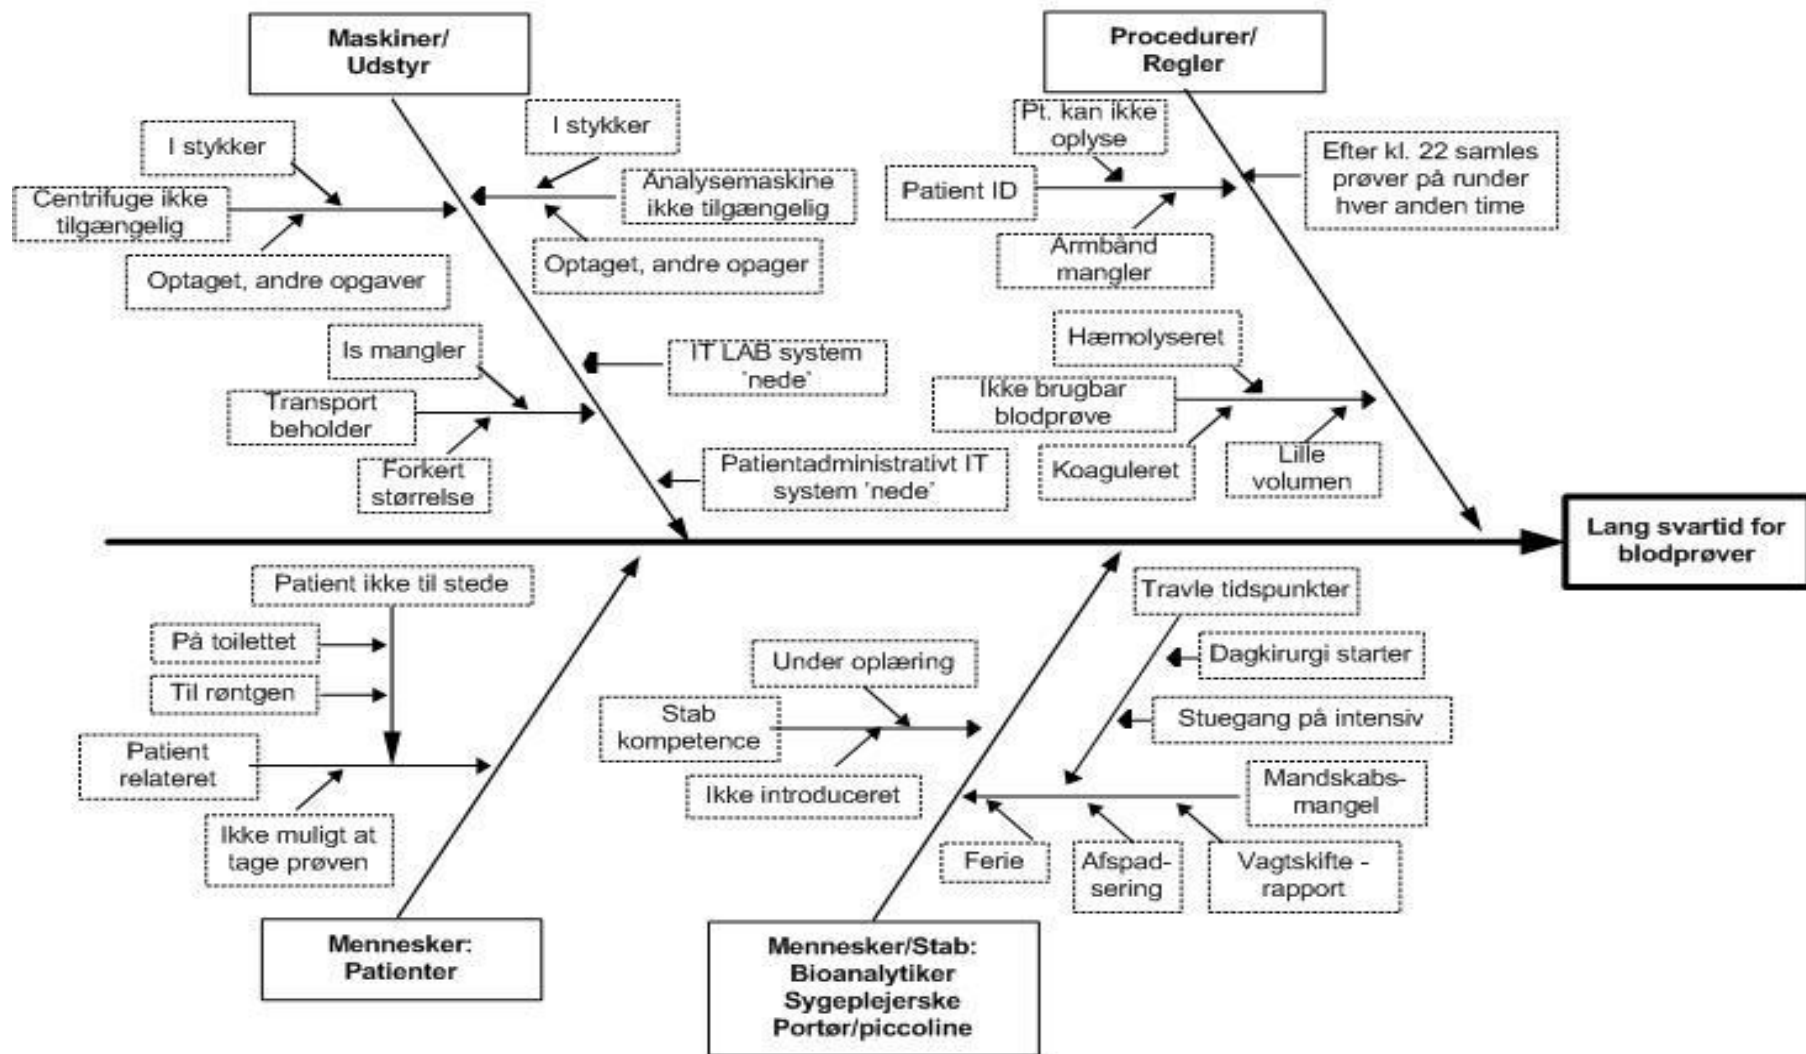 Maskiner/
Udstyr
Procedurer/
Regler
I stykker
I stykker
Pt. kan ikke
oplyse
Efter kl. 22 samles
prøver på runder
hver anden time
Centrifuge ikke
tilgængelig
Analysemaskine
ikke tilgængelig
Patient ID
Optaget, andre opgaver
Optaget, andre opager
Armbånd
mangler
Is mangler
IT LAB system
'nede'
Hæmolyseret
Transport
beholder
Ikke brugbar
blodprøve
Forkert
størrelse
Patientadministrativt IT
system 'nede'
Koaguleret
Lille
volumen
Lang svartid for
blodprøver
Patient ikke til stede
Travle tidspunkter
På toilettet
Under oplæring
Dagkirurgi starter
Til røntgen
Stab
kompetence
Stuegang på intensiv
Patient
relateret
Ikke introduceret
Mandskabs-
mangel
Ikke muligt at
tage prøven
Ferie
Afspad-
sering
Vagtskifte -
rapport
Mennesker:
Patienter
Mennesker/Stab:
Bioanalytiker
Sygeplejerske
Portør/piccoline